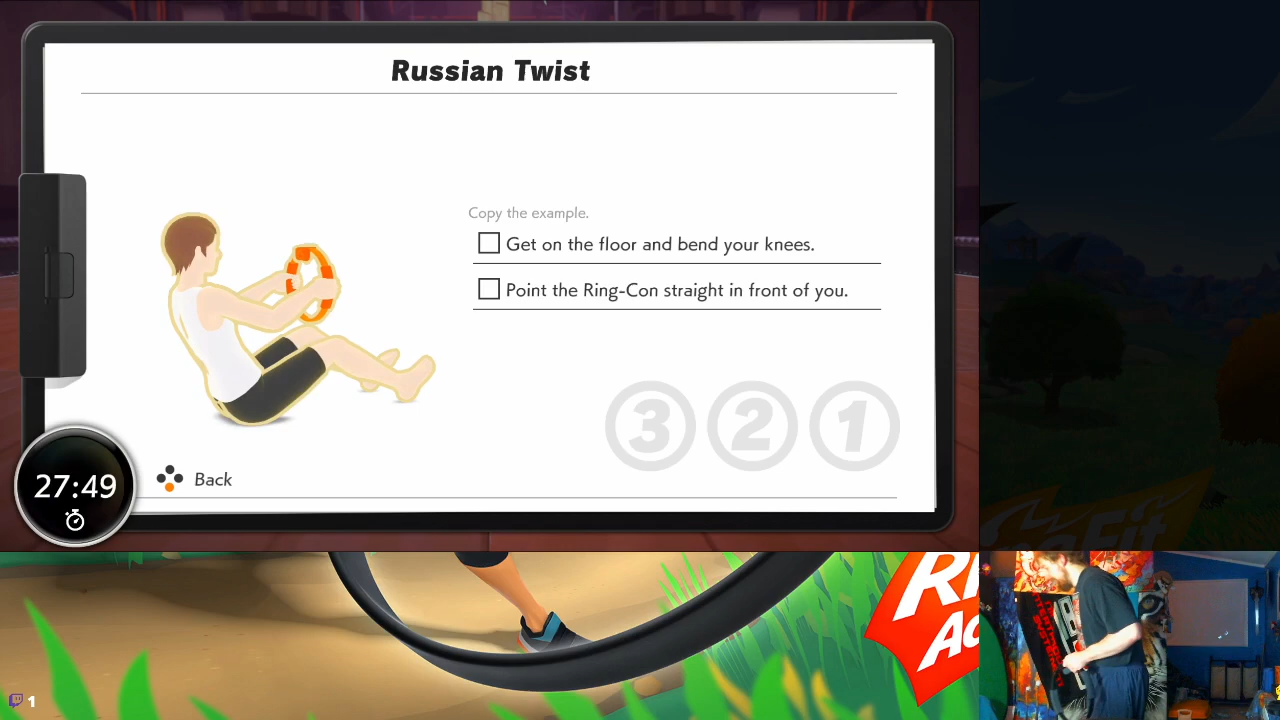 Russian Twist
Copy the example.
Get on the floor and bend your knees.
Point the Ring-Con straight in front of you.
3 2 1
27:49
Back
Fit
1